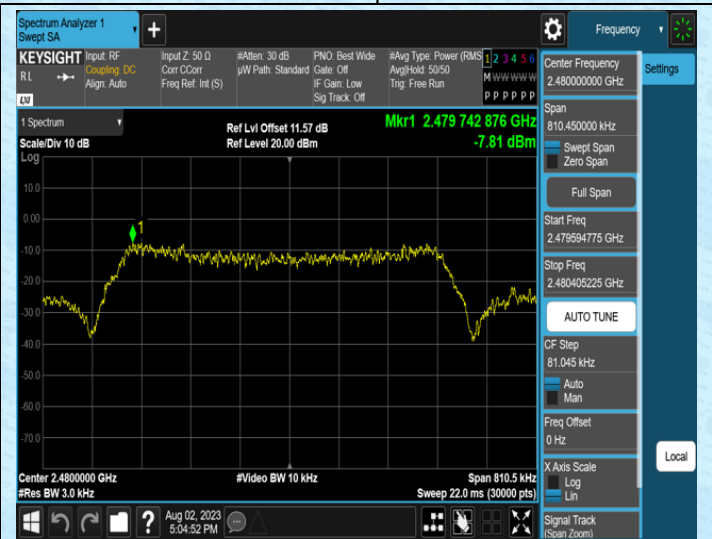 Spectrum Analyzer 1
Swept SA
+
Frequency
KEYSIGHT
RL
LXI
Input: RF
Coupling: DC
Align: Auto
Input Z: 50 Ω
Corr CCorr
Freq Ref: Int (S)
#Atten: 30 dB
µW Path: Standard
PNO: Best Wide
Gate: Off
IF Gain: Low
Sig Track: Off
#Avg Type: Power (RMS
Avg|Hold: 50/50
Trig: Free Run
1 2 3 4 5 6
M W W W W W
P P P P P P
1 Spectrum
Scale/Div 10 dB
Log
Ref Lvl Offset 11.57 dB
Ref Level 20.00 dBm
Mkr1 2.479 742 876 GHz
-7.81 dBm
10.0
0.00
-10.0
-20.0
-30.0
-40.0
-50.0
-60.0
-70.0
1
Center 2.4800000 GHz
#Res BW 3.0 kHz
#Video BW 10 kHz
Span 810.5 kHz
Sweep 22.0 ms (30000 pts)
?
Aug 02, 2023
5:04:52 PM
Center Frequency
2.480000000 GHz
Span
810.450000 kHz
Swept Span
Zero Span
Full Span
Start Freq
2.479594775 GHz
Stop Freq
2.480405225 GHz
AUTO TUNE
CF Step
81.045 kHz
Auto
Man
Freq Offset
0 Hz
X Axis Scale
Log
Lin
Signal Track
(Span Zoom)
Settings
Local